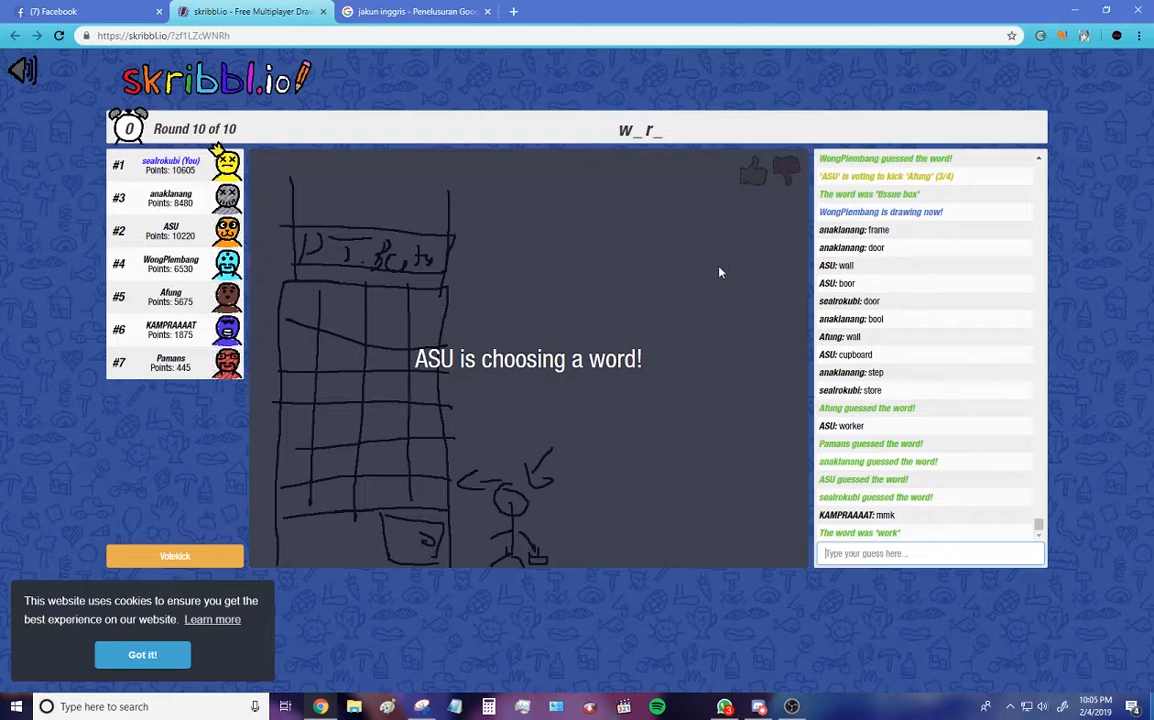 (7) Facebook
skribbl - Free Multiplayer Draw
jakun inggris - Penelusuran Goo
https://skribbl.io/?zf1LZcWNRh
skribbl.io
0
Round 10 of 10
w_r_
#1
sealrokubi (You)
Points: 10605
#3
anaklanang
Points: 8480
#2
ASU
Points: 10220
#4
WongPlembang
Points: 6530
#5
Afung
Points: 5675
#6
KAMPRAAAAT
Points: 1875
#7
Pamans
Points: 445
Votekick
ASU is choosing a word!
WongPlembang guessed the word!
'ASU' is voting to kick 'Afung' (3/4)
The word was 'tissue box'
WongPlembang is drawing now!
anaklanang: frame
anaklanang: door
ASU: wall
ASU: boor
sealrokubi: door
anaklanang: bool
Afung: wall
ASU: cupboard
anaklanang: step
sealrokubi: store
Afung guessed the word!
ASU: worker
Pamans guessed the word!
anaklanang guessed the word!
ASU guessed the word!
sealrokubi guessed the word!
KAMPRAAAAT: mmk
The word was 'work'
Type your guess here...
This website uses cookies to ensure you get the
best experience on our website. Learn more
Got it!
Type here to search
10:05 PM
2/4/2019